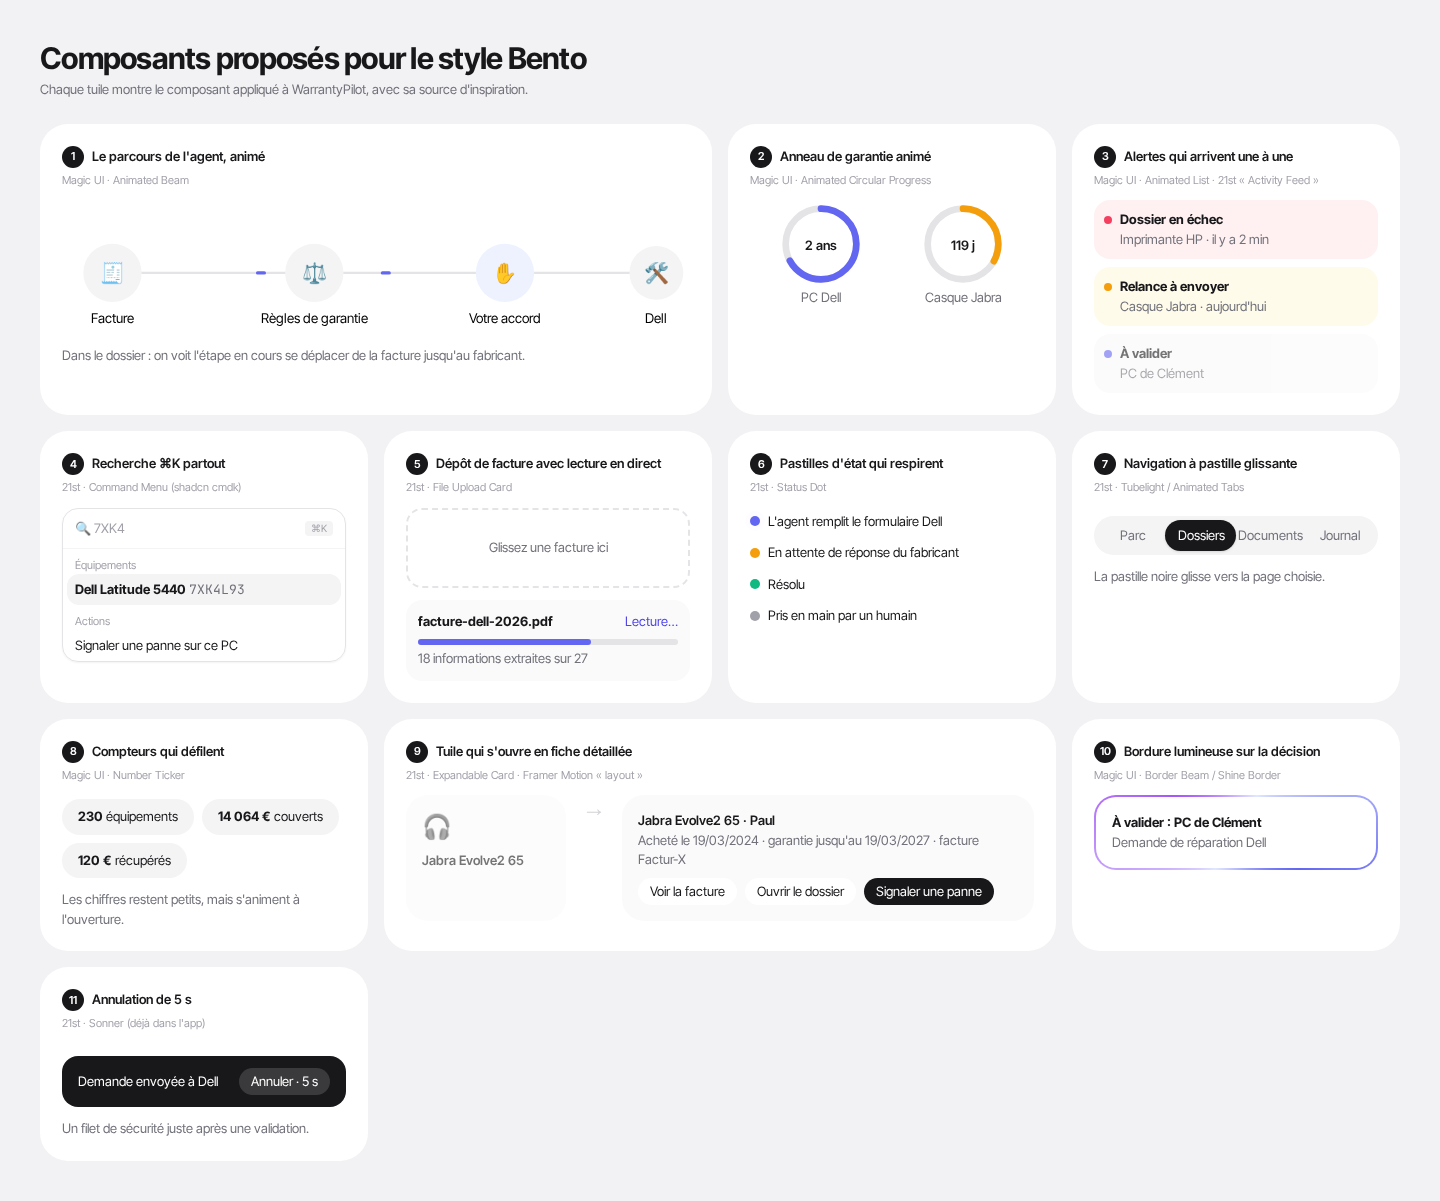 Composants proposés pour le style Bento
Chaque tuile montre le composant appliqué à WarrantyPilot, avec sa source d'inspiration.
1 Le parcours de l'agent, animé
Magic UI · Animated Beam
Facture
Règles de garantie
Votre accord
Dell
Dans le dossier : on voit l'étape en cours se déplacer de la facture jusqu'au fabricant.
2 Anneau de garantie animé
Magic UI · Animated Circular Progress
2 ans
119 j
PC Dell
Casque Jabra
3 Alertes qui arrivent une à une
Magic UI · Animated List · 21st « Activity Feed »
Dossier en échec
Imprimante HP · il y a 2 min
Relance à envoyer
Casque Jabra · aujourd'hui
À valider
PC de Clément
4 Recherche ⌘K partout
21st · Command Menu (shadcn cmdk)
7XK4
⌘K
Équipements
Dell Latitude 5440 7XK4L93
Actions
Signaler une panne sur ce PC
5 Dépôt de facture avec lecture en direct
21st · File Upload Card
Glissez une facture ici
facture-dell-2026.pdf
Lecture...
18 informations extraites sur 27
6 Pastilles d'état qui respirent
21st · Status Dot
L'agent remplit le formulaire Dell
En attente de réponse du fabricant
Résolu
Pris en main par un humain
7 Navigation à pastille glissante
21st · Tubelight / Animated Tabs
Parc
Dossiers
Documents
Journal
La pastille noire glisse vers la page choisie.
8 Compteurs qui défilent
Magic UI · Number Ticker
230 équipements
14 064 € couverts
120 € récupérés
Les chiffres restent petits, mais s'animent à
l'ouverture.
9 Tuile qui s'ouvre en fiche détaillée
21st · Expandable Card · Framer Motion « layout »
Jabra Evolve2 65
→
Jabra Evolve2 65 · Paul
Acheté le 19/03/2024 · garantie jusqu'au 19/03/2027 · facture
Factur-X
Voir la facture
Ouvrir le dossier
Signaler une panne
10 Bordure lumineuse sur la décision
Magic UI · Border Beam / Shine Border
À valider : PC de Clément
Demande de réparation Dell
11 Annulation de 5 s
21st · Sonner (déjà dans l'app)
Demande envoyée à Dell
Annuler · 5 s
Un filet de sécurité juste après une validation.